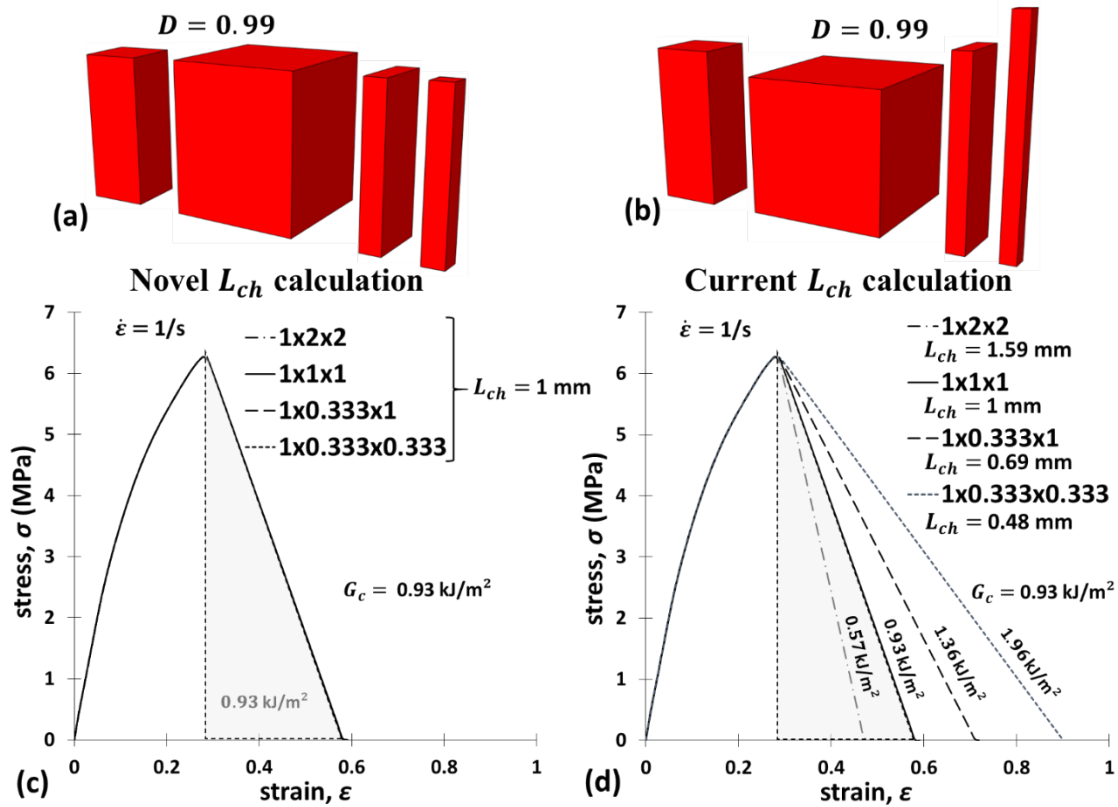 D = 0.99
(a)
Novel L_ch calculation
D = 0.99
(b)
Current L_ch calculation
7
6
5
4
3
2
1
0
stress, σ (MPa)
ε̇ = 1/s
1x2x2
1x1x1
1x0.333x1
1x0.333x0.333
L_ch = 1 mm
G_c = 0.93 kJ/m²
0.93 kJ/m²
0 0.2 0.4 0.6 0.8 1
strain, ε
(c)
7
6
5
4
3
2
1
0
stress, σ (MPa)
ε̇ = 1/s
1x2x2
L_ch = 1.59 mm
1x1x1
L_ch = 1 mm
1x0.333x1
L_ch = 0.69 mm
1x0.333x0.333
L_ch = 0.48 mm
G_c = 0.93 kJ/m²
0.57 kJ/m²
0.93 kJ/m²
1.36 kJ/m²
1.96 kJ/m²
0 0.2 0.4 0.6 0.8 1
strain, ε
(d)